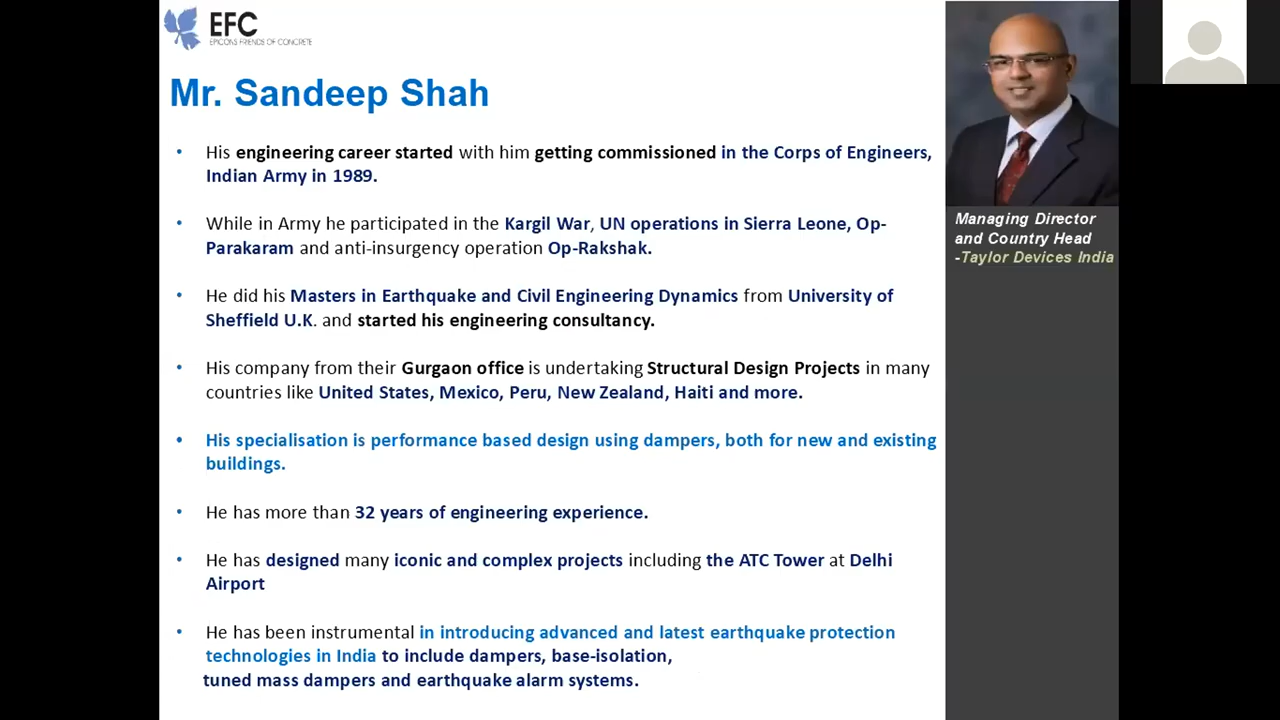 EFC
EPICONS FRIENDS OF CONCRETE
Mr. Sandeep Shah
• His engineering career started with him getting commissioned in the Corps of Engineers,
Indian Army in 1989.
• While in Army he participated in the Kargil War, UN operations in Sierra Leone, Op-
Parakaram and anti-insurgency operation Op-Rakshak.
• He did his Masters in Earthquake and Civil Engineering Dynamics from University of
Sheffield U.K. and started his engineering consultancy.
• His company from their Gurgaon office is undertaking Structural Design Projects in many
countries like United States, Mexico, Peru, New Zealand, Haiti and more.
• His specialisation is performance based design using dampers, both for new and existing
buildings.
• He has more than 32 years of engineering experience.
• He has designed many iconic and complex projects including the ATC Tower at Delhi
Airport
• He has been instrumental in introducing advanced and latest earthquake protection
technologies in India to include dampers, base-isolation,
tuned mass dampers and earthquake alarm systems.
Managing Director
and Country Head
-Taylor Devices India